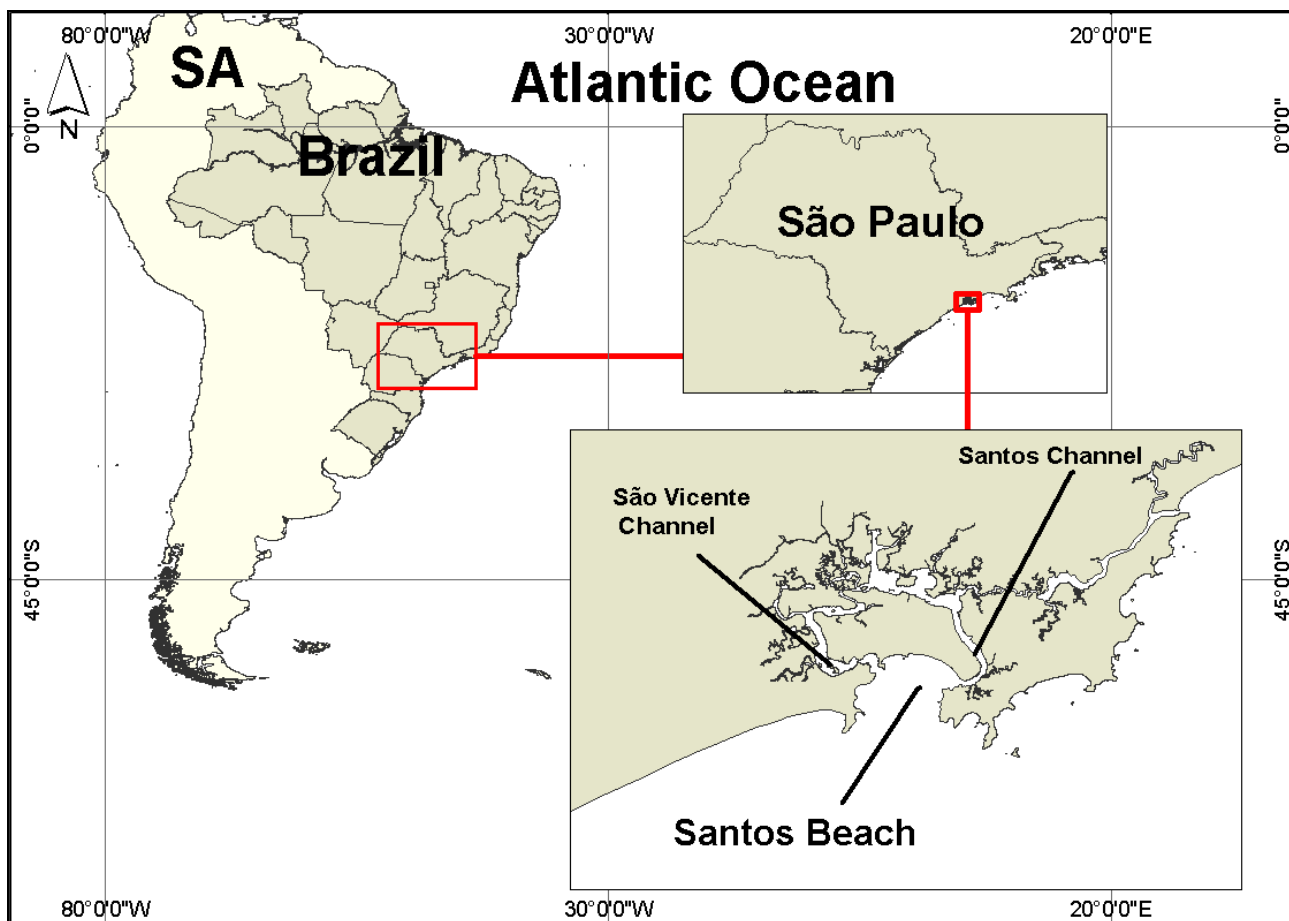 80°0'0"W
30°0'0"W
20°0'0"E
SA
Atlantic Ocean
N
0°0'0"
0°0'0"
Brazil
São Paulo
Santos Channel
São Vicente
Channel
45°0'0"S
45°0'0"S
Santos Beach
80°0'0"W
30°0'0"W
20°0'0"E